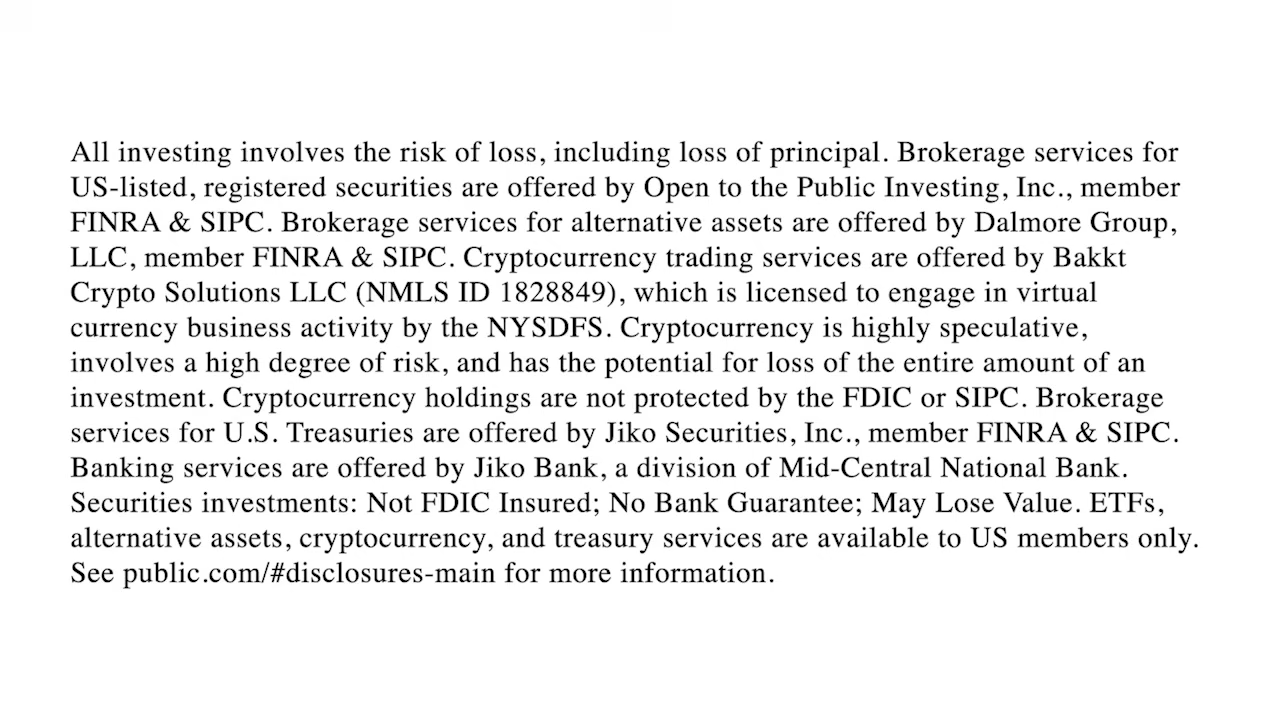 All investing involves the risk of loss, including loss of principal. Brokerage services for
US-listed, registered securities are offered by Open to the Public Investing, Inc., member
FINRA & SIPC. Brokerage services for alternative assets are offered by Dalmore Group,
LLC, member FINRA & SIPC. Cryptocurrency trading services are offered by Bakkt
Crypto Solutions LLC (NMLS ID 1828849), which is licensed to engage in virtual
currency business activity by the NYSDFS. Cryptocurrency is highly speculative,
involves a high degree of risk, and has the potential for loss of the entire amount of an
investment. Cryptocurrency holdings are not protected by the FDIC or SIPC. Brokerage
services for U.S. Treasuries are offered by Jiko Securities, Inc., member FINRA & SIPC.
Banking services are offered by Jiko Bank, a division of Mid-Central National Bank.
Securities investments: Not FDIC Insured; No Bank Guarantee; May Lose Value. ETFs,
alternative assets, cryptocurrency, and treasury services are available to US members only.
See public.com/#disclosures-main for more information.